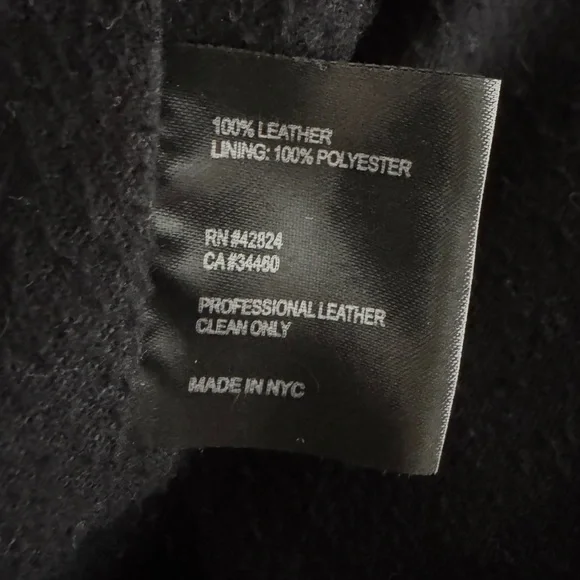 100% LEATHER
LINING: 100% POLYESTER
RN #42824
CA #34460
PROFESSIONAL LEATHER
CLEAN ONLY
MADE IN NYC